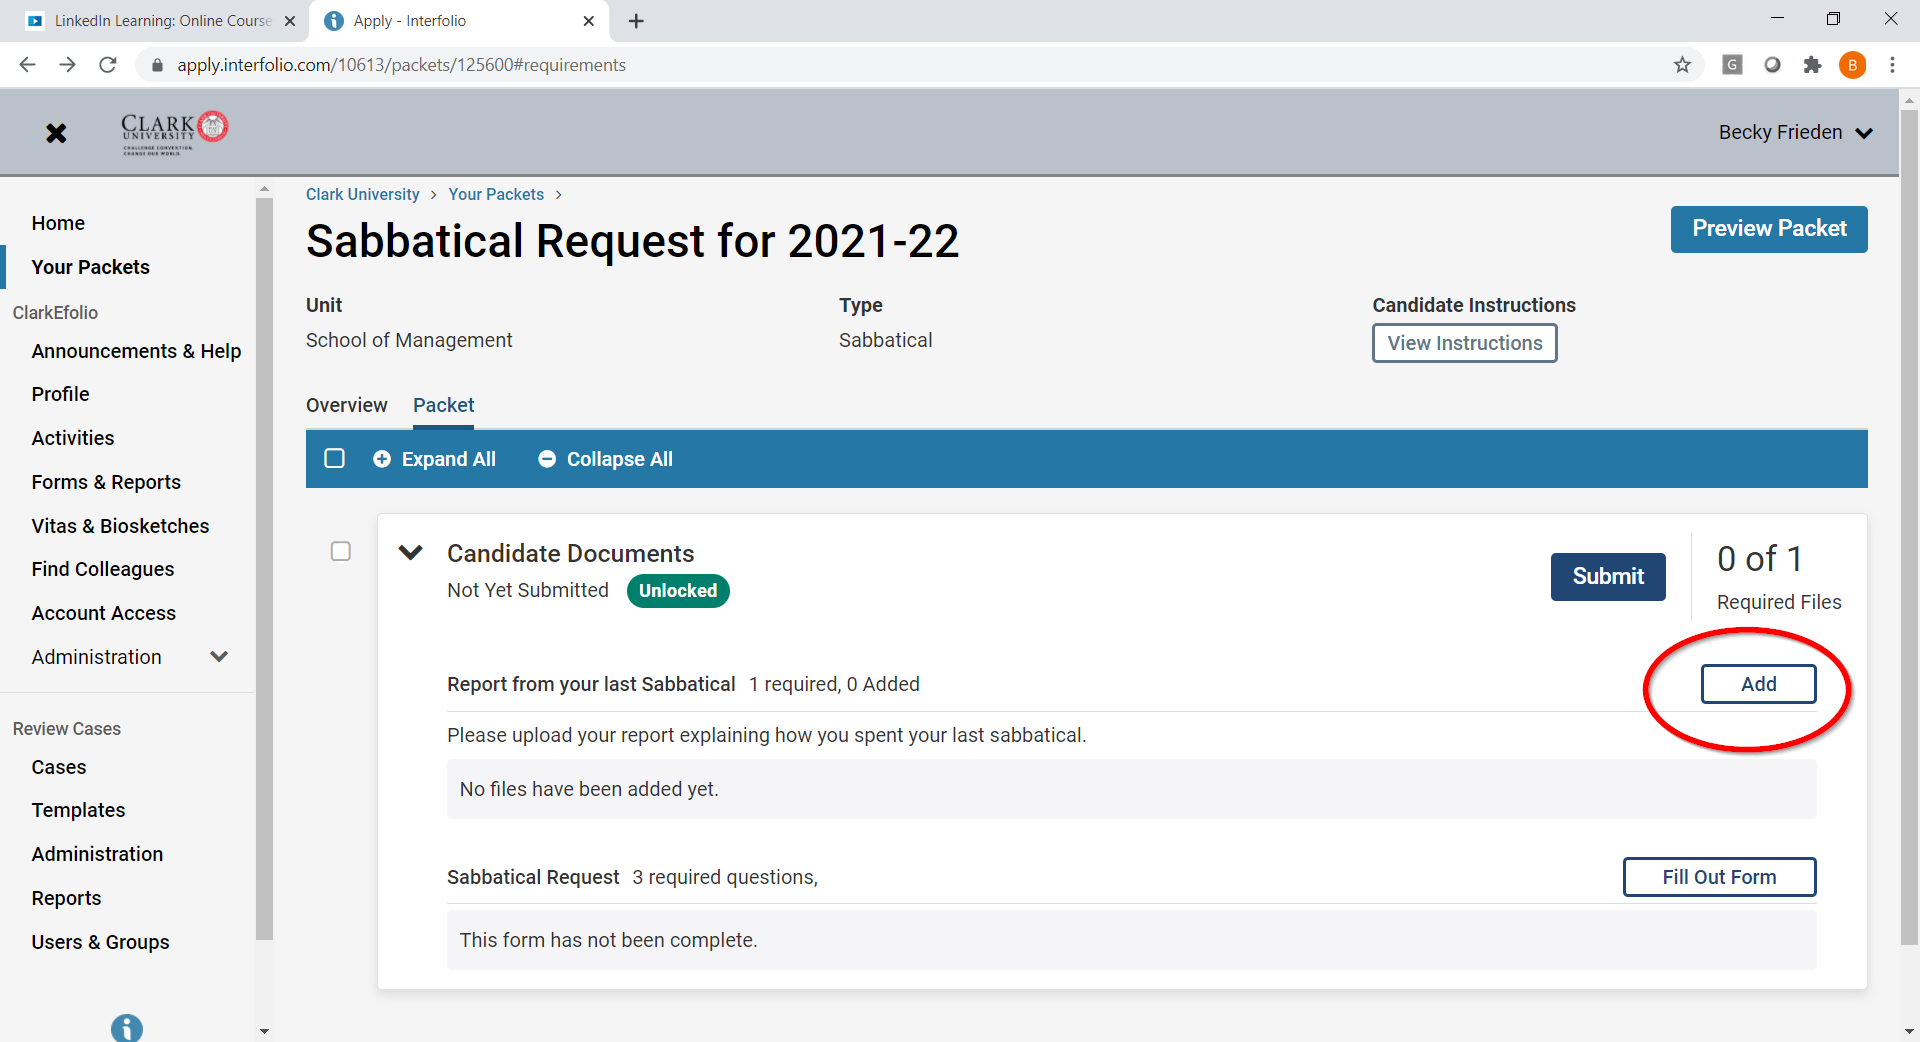 LinkedIn Learning: Online Course
Apply - Interfolio
apply.interfolio.com/10613/packets/125600#requirements
G
B
CLARK
UNIVERSITY
CHALLENGE CONVENTION.
CHANGE OUR WORLD.
Becky Frieden
Home
Your Packets
ClarkEfolio
Announcements & Help
Profile
Activities
Forms & Reports
Vitas & Biosketches
Find Colleagues
Account Access
Administration
Review Cases
Cases
Templates
Administration
Reports
Users & Groups
Clark University > Your Packets >
Sabbatical Request for 2021-22
Preview Packet
Unit
School of Management
Type
Sabbatical
Candidate Instructions
View Instructions
Overview Packet
Expand All Collapse All
Candidate Documents
Not Yet Submitted Unlocked
Submit
0 of 1
Required Files
Report from your last Sabbatical 1 required, 0 Added
Add
Please upload your report explaining how you spent your last sabbatical.
No files have been added yet.
Sabbatical Request 3 required questions,
Fill Out Form
This form has not been complete.